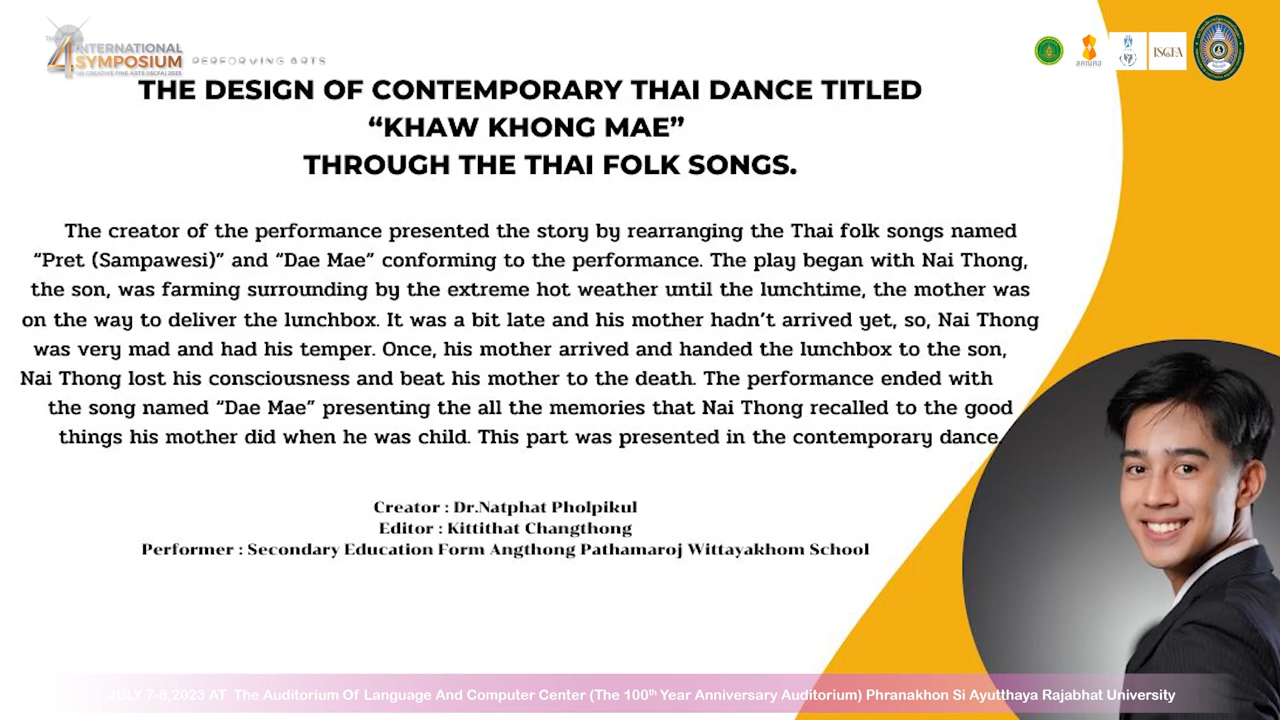 THE
4 INTERNATIONAL
SYMPOSIUM
ON CREATIVE FINE ARTS (ISCFA) 2023
PERFORMING ARTS
ISCFA
THE DESIGN OF CONTEMPORARY THAI DANCE TITLED
“KHAW KHONG MAE”
THROUGH THE THAI FOLK SONGS.
The creator of the performance presented the story by rearranging the Thai folk songs named
“Pret (Sampawesi)” and “Dae Mae” conforming to the performance. The play began with Nai Thong,
the son, was farming surrounding by the extreme hot weather until the lunchtime, the mother was
on the way to deliver the lunchbox. It was a bit late and his mother hadn’t arrived yet, so, Nai Thong
was very mad and had his temper. Once, his mother arrived and handed the lunchbox to the son,
Nai Thong lost his consciousness and beat his mother to the death. The performance ended with
the song named “Dae Mae” presenting the all the memories that Nai Thong recalled to the good
things his mother did when he was child. This part was presented in the contemporary dance.
Creator : Dr.Natphat Pholpikul
Editor : Kittithat Changthong
Performer : Secondary Education Form Angthong Pathamaroj Wittayakhom School
JULY 7-8,2023 AT The Auditorium Of Language And Computer Center (The 100th Year Anniversary Auditorium) Phranakhon Si Ayutthaya Rajabhat University